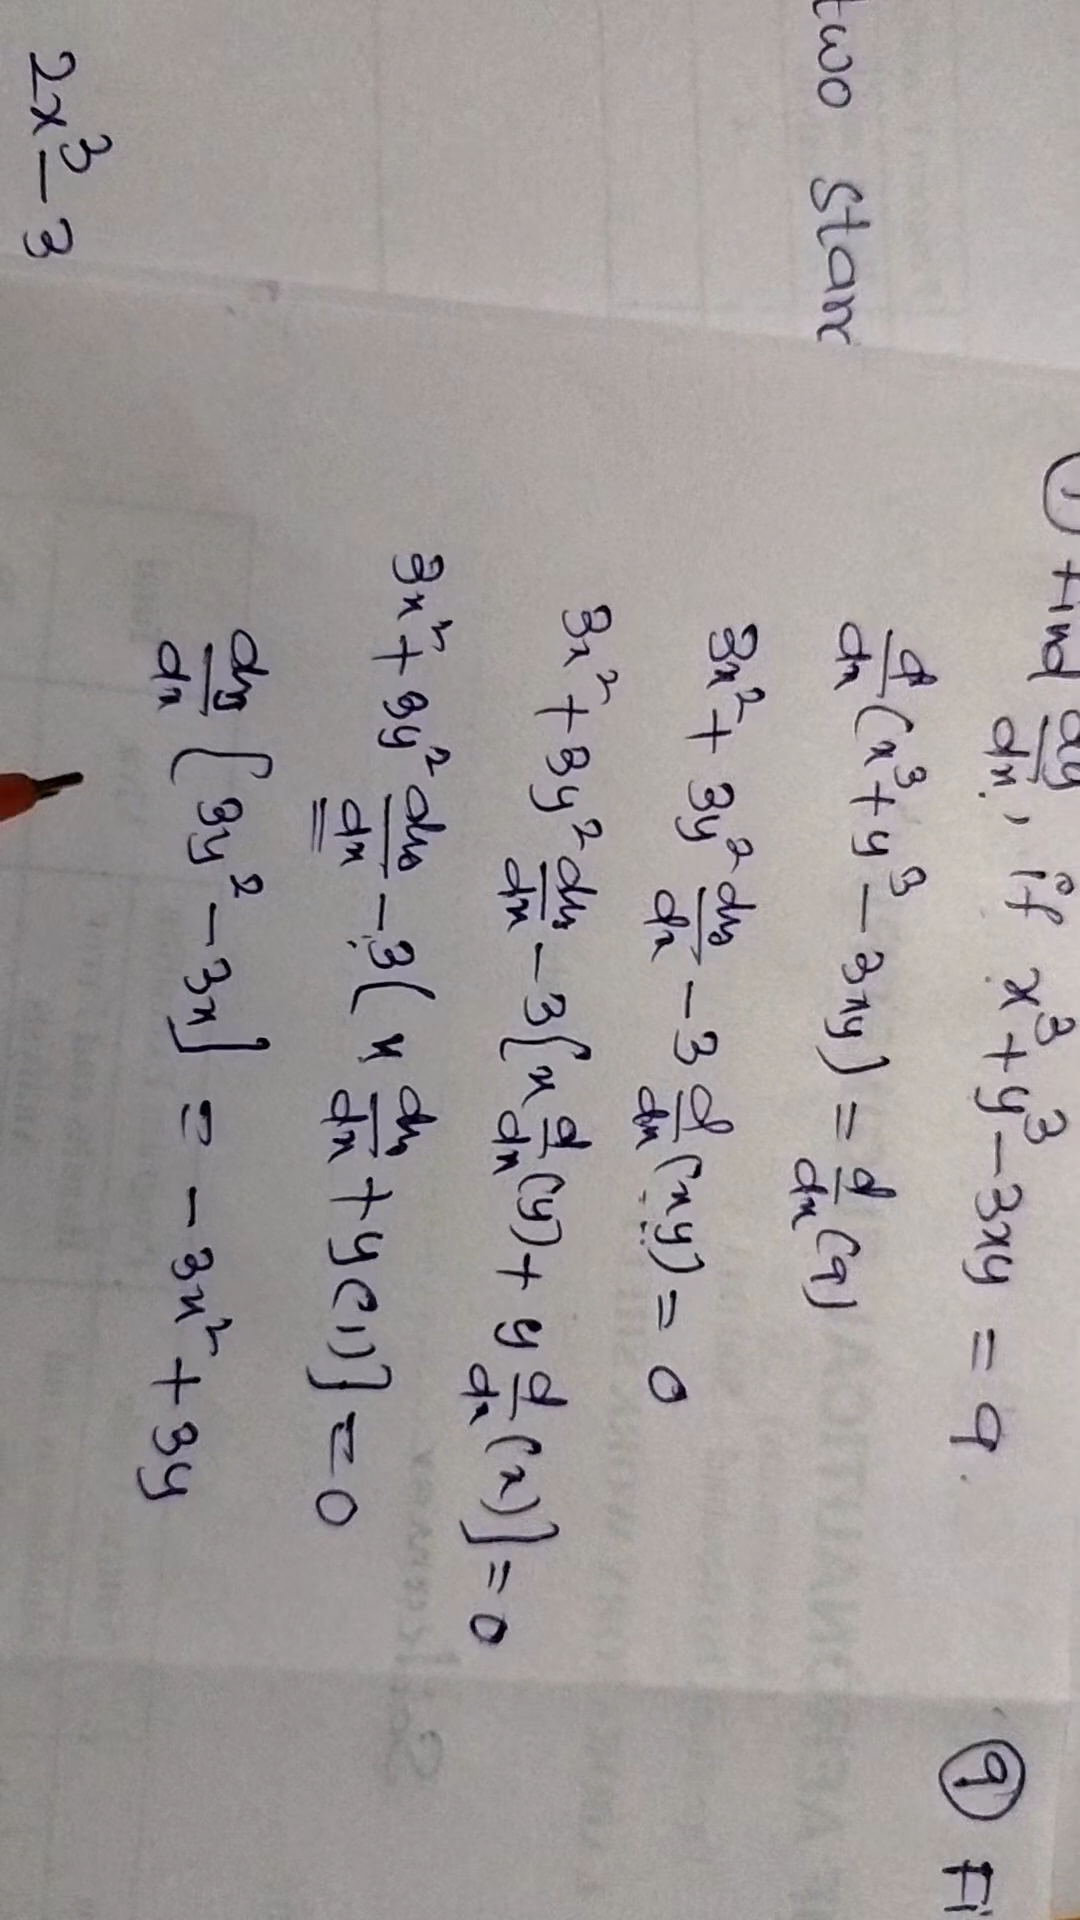 two starr
① Find dy/dx, if x³ + y³ - 3xy = 9.
d/dx (x³ + y³ - 3xy) = d/dx (9)
3x² + 3y² dy/dx - 3 d/dx (xy) = 0
3x² + 3y² dy/dx - 3[x d/dx (y) + y d/dx (x)] = 0
3x² + 3y² dy/dx - 3(x dy/dx + y(1)] = 0
dy/dx [3y² - 3x] = - 3x² + 3y
⑨ Fi
2x³ - 3